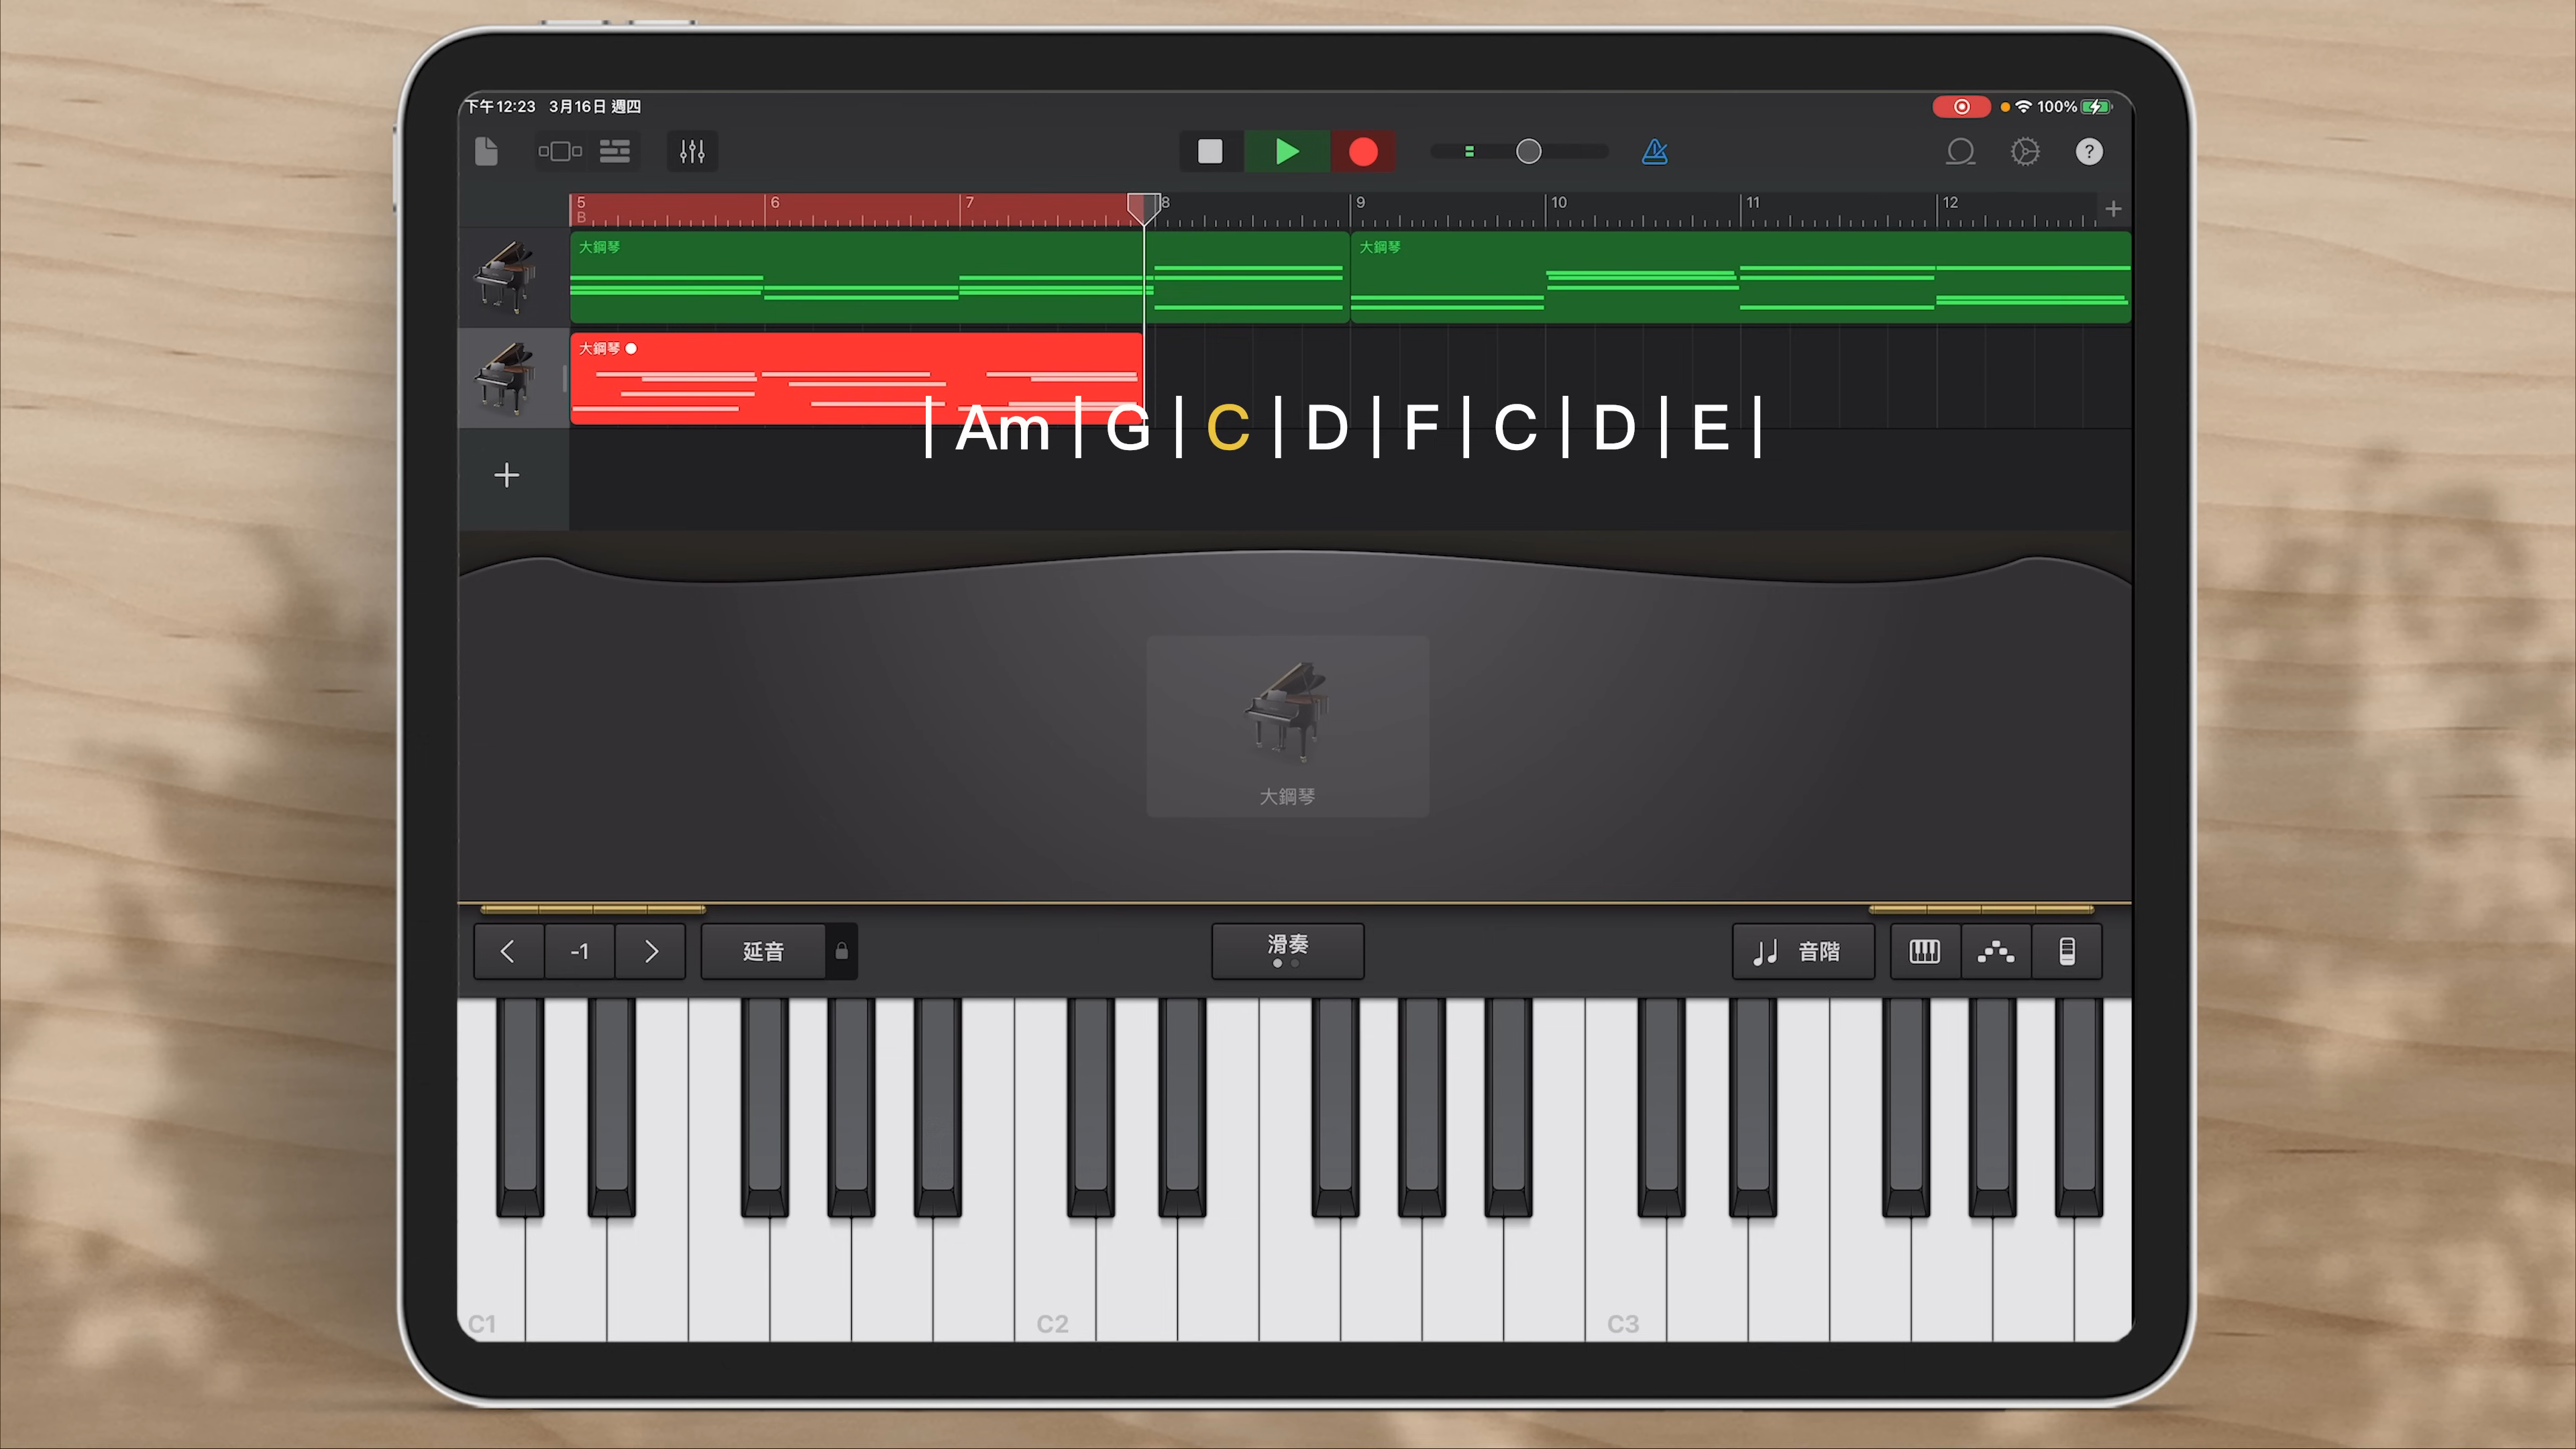 下午12:23 3月16日 週四 100%
?
5 6 7 8 9 10 11 12
B
大鋼琴 大鋼琴
大鋼琴
| Am | G | C | D | F | C | D | E |
大鋼琴
-1 延音 滑奏 音階
C1 C2 C3